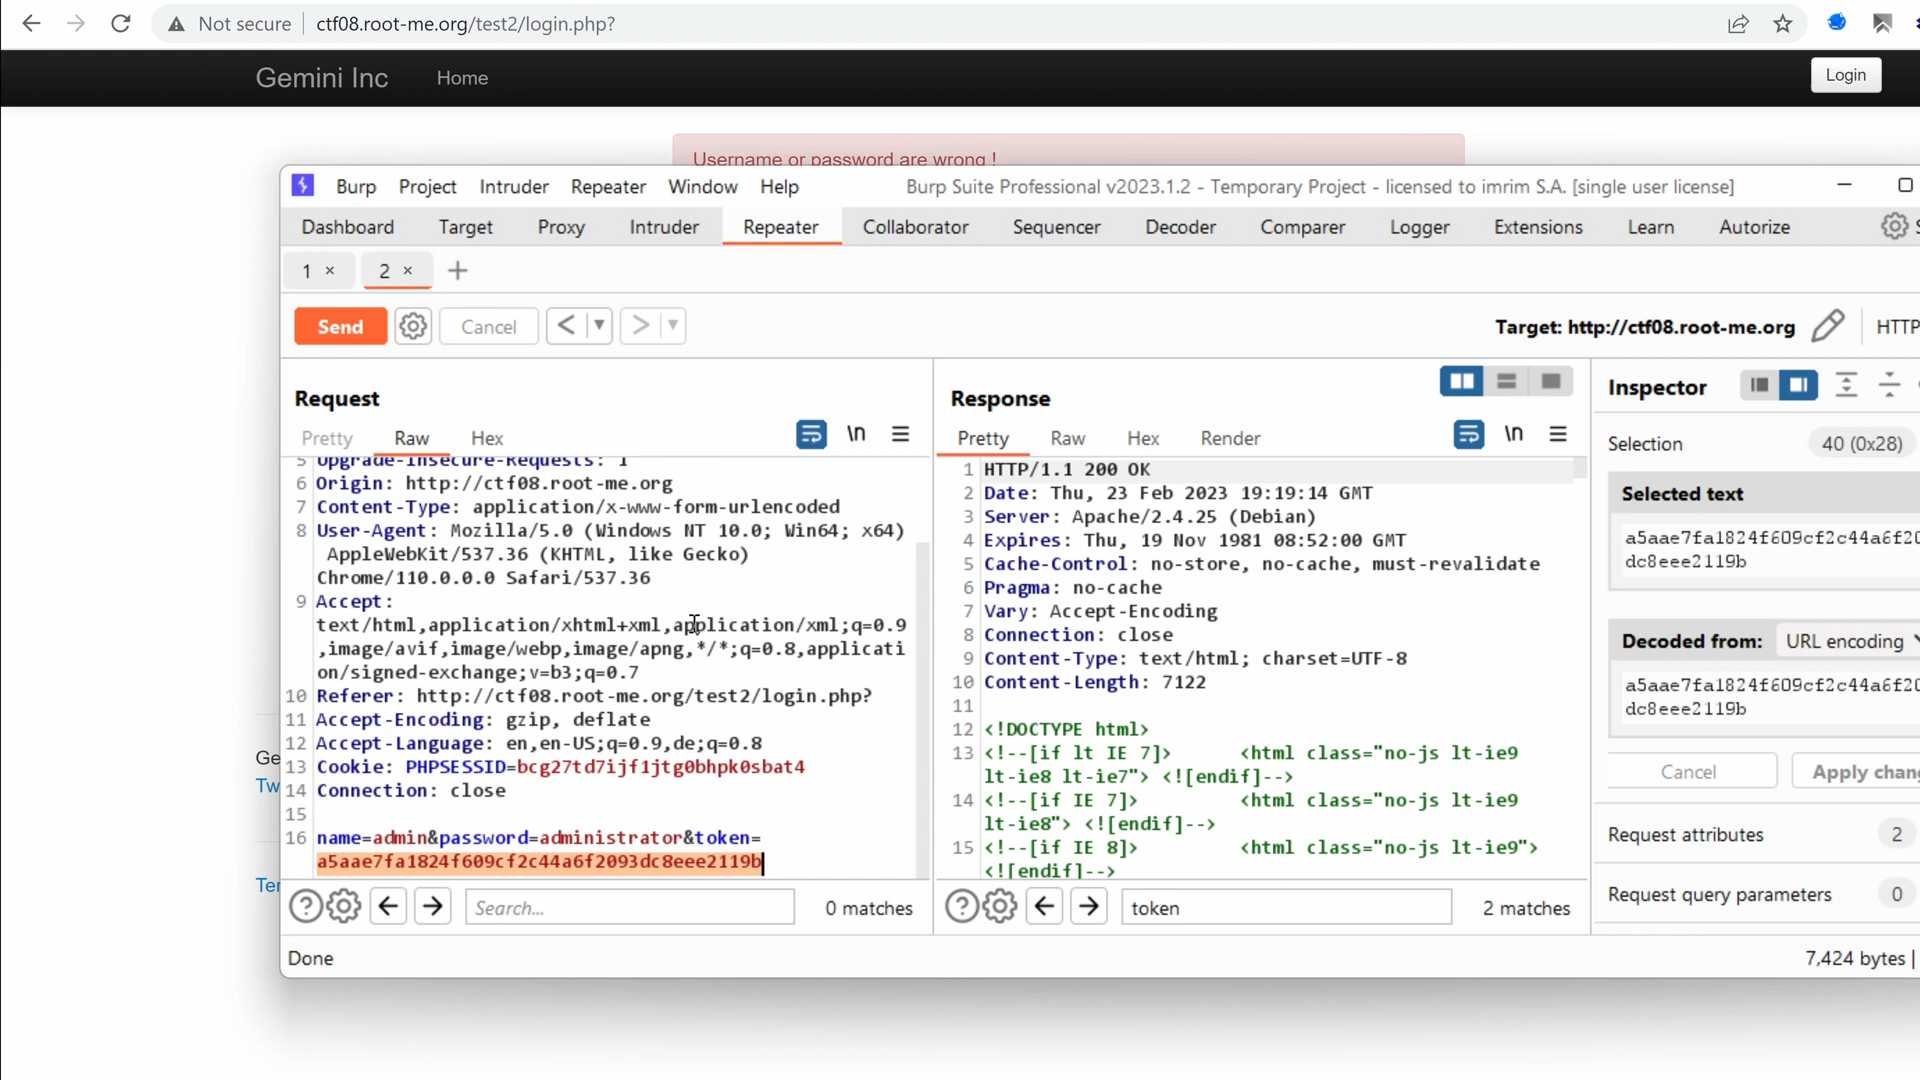 Not secure
ctf08.root-me.org/test2/login.php?
Gemini Inc
Home
Login
Username or password are wrong !
Burp Project Intruder Repeater Window Help
Burp Suite Professional v2023.1.2 - Temporary Project - licensed to imrim S.A. [single user license]
Dashboard Target Proxy Intruder Repeater Collaborator Sequencer Decoder Comparer Logger Extensions Learn Autorize
1 × 2 × +
Send
Cancel
Target: http://ctf08.root-me.org
HTTP
Request
Pretty Raw Hex
\n
5 Upgrade-Insecure-Requests: 1
6 Origin: http://ctf08.root-me.org
7 Content-Type: application/x-www-form-urlencoded
8 User-Agent: Mozilla/5.0 (Windows NT 10.0; Win64; x64)
AppleWebKit/537.36 (KHTML, like Gecko)
Chrome/110.0.0.0 Safari/537.36
9 Accept:
text/html,application/xhtml+xml,application/xml;q=0.9
,image/avif,image/webp,image/apng,*/*;q=0.8,applicati
on/signed-exchange;v=b3;q=0.7
10 Referer: http://ctf08.root-me.org/test2/login.php?
11 Accept-Encoding: gzip, deflate
12 Accept-Language: en,en-US;q=0.9,de;q=0.8
13 Cookie: PHPSESSID=bcg27td7ijf1jtg0bhpk0sbat4
14 Connection: close
15
16 name=admin&password=administrator&token=
a5aae7fa1824f609cf2c44a6f2093dc8eee2119b
Search...
0 matches
Response
Pretty Raw Hex Render
\n
1 HTTP/1.1 200 OK
2 Date: Thu, 23 Feb 2023 19:19:14 GMT
3 Server: Apache/2.4.25 (Debian)
4 Expires: Thu, 19 Nov 1981 08:52:00 GMT
5 Cache-Control: no-store, no-cache, must-revalidate
6 Pragma: no-cache
7 Vary: Accept-Encoding
8 Connection: close
9 Content-Type: text/html; charset=UTF-8
10 Content-Length: 7122
11
12 <!DOCTYPE html>
13 <!--[if lt IE 7]> <html class="no-js lt-ie9
lt-ie8 lt-ie7"> <![endif]-->
14 <!--[if IE 7]> <html class="no-js lt-ie9
lt-ie8"> <![endif]-->
15 <!--[if IE 8]> <html class="no-js lt-ie9">
<![endif]-->
token
2 matches
Inspector
Selection
40 (0x28)
Selected text
a5aae7fa1824f609cf2c44a6f20
dc8eee2119b
Decoded from: URL encoding
a5aae7fa1824f609cf2c44a6f20
dc8eee2119b
Cancel
Apply chang
Request attributes 2
Request query parameters 0
Ge
Tw
Ter
Done
7,424 bytes |